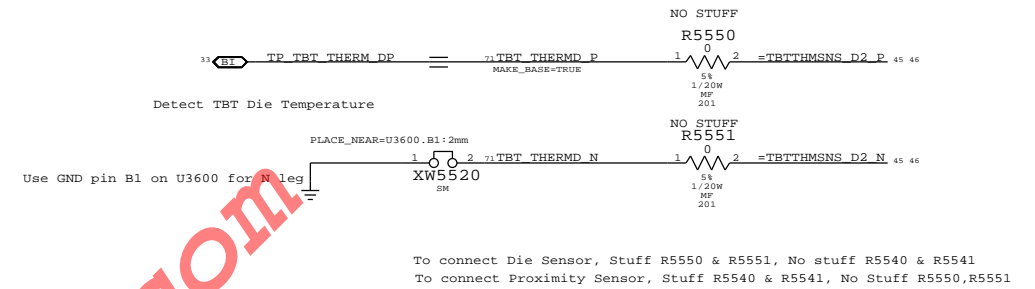 NO STUFF
R5550
0
33 BI TP_TBT_THERM_DP 71 TBT_THERMD_P 1 2 =TBTTHMSNS_D2_P 45 46
MAKE_BASE=TRUE
5%
1/20W
MF
201
Detect TBT Die Temperature
NO STUFF
R5551
PLACE_NEAR=U3600.B1:2mm
0
1 2 71 TBT_THERMD_N 1 2 =TBTTHMSNS_D2_N 45 46
XW5520
SM
5%
1/20W
MF
201
Use GND pin B1 on U3600 for N leg
To connect Die Sensor, Stuff R5550 & R5551, No stuff R5540 & R5541
To connect Proximity Sensor, Stuff R5540 & R5541, No Stuff R5550,R5551
com